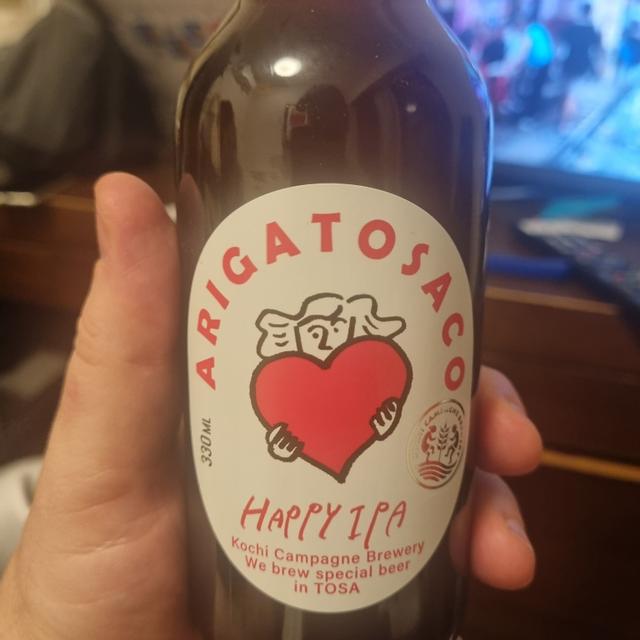 ARIGATOSACO
330ML
HAPPY IPA
Kochi Campagne Brewery
We brew special beer
in TOSA